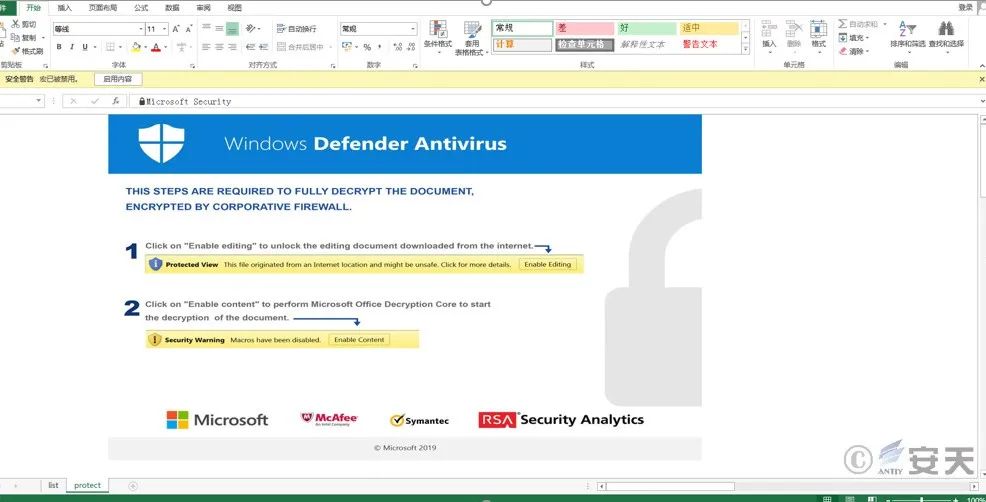 件 开始 插入 页面布局 公式 数据 审阅 视图 登录
剪切
复制
格式刷
剪贴板
等线 11
B I U A
字体
自动换行
合并后居中
对齐方式
常规
%
数字
条件格式
套用
表格格式
常规 差 好 适中
计算 检查单元格 解释性文本 警告文本
样式
插入 删除 格式
单元格
自动求和
填充
清除
排序和筛选 查找和选择
编辑
安全警告 宏已被禁用。 启用内容
fx Microsoft Security
Windows Defender Antivirus
THIS STEPS ARE REQUIRED TO FULLY DECRYPT THE DOCUMENT,
ENCRYPTED BY CORPORATIVE FIREWALL.
1 Click on "Enable editing" to unlock the editing document downloaded from the internet.
Protected View This file originated from an Internet location and might be unsafe. Click for more details. Enable Editing
2 Click on "Enable content" to perform Microsoft Office Decryption Core to start
the decryption of the document.
Security Warning Macros have been disabled. Enable Content
Microsoft McAfee Symantec RSA Security Analytics
An Intel Company
© Microsoft 2019
© ANTIY 安天
list protect
100%